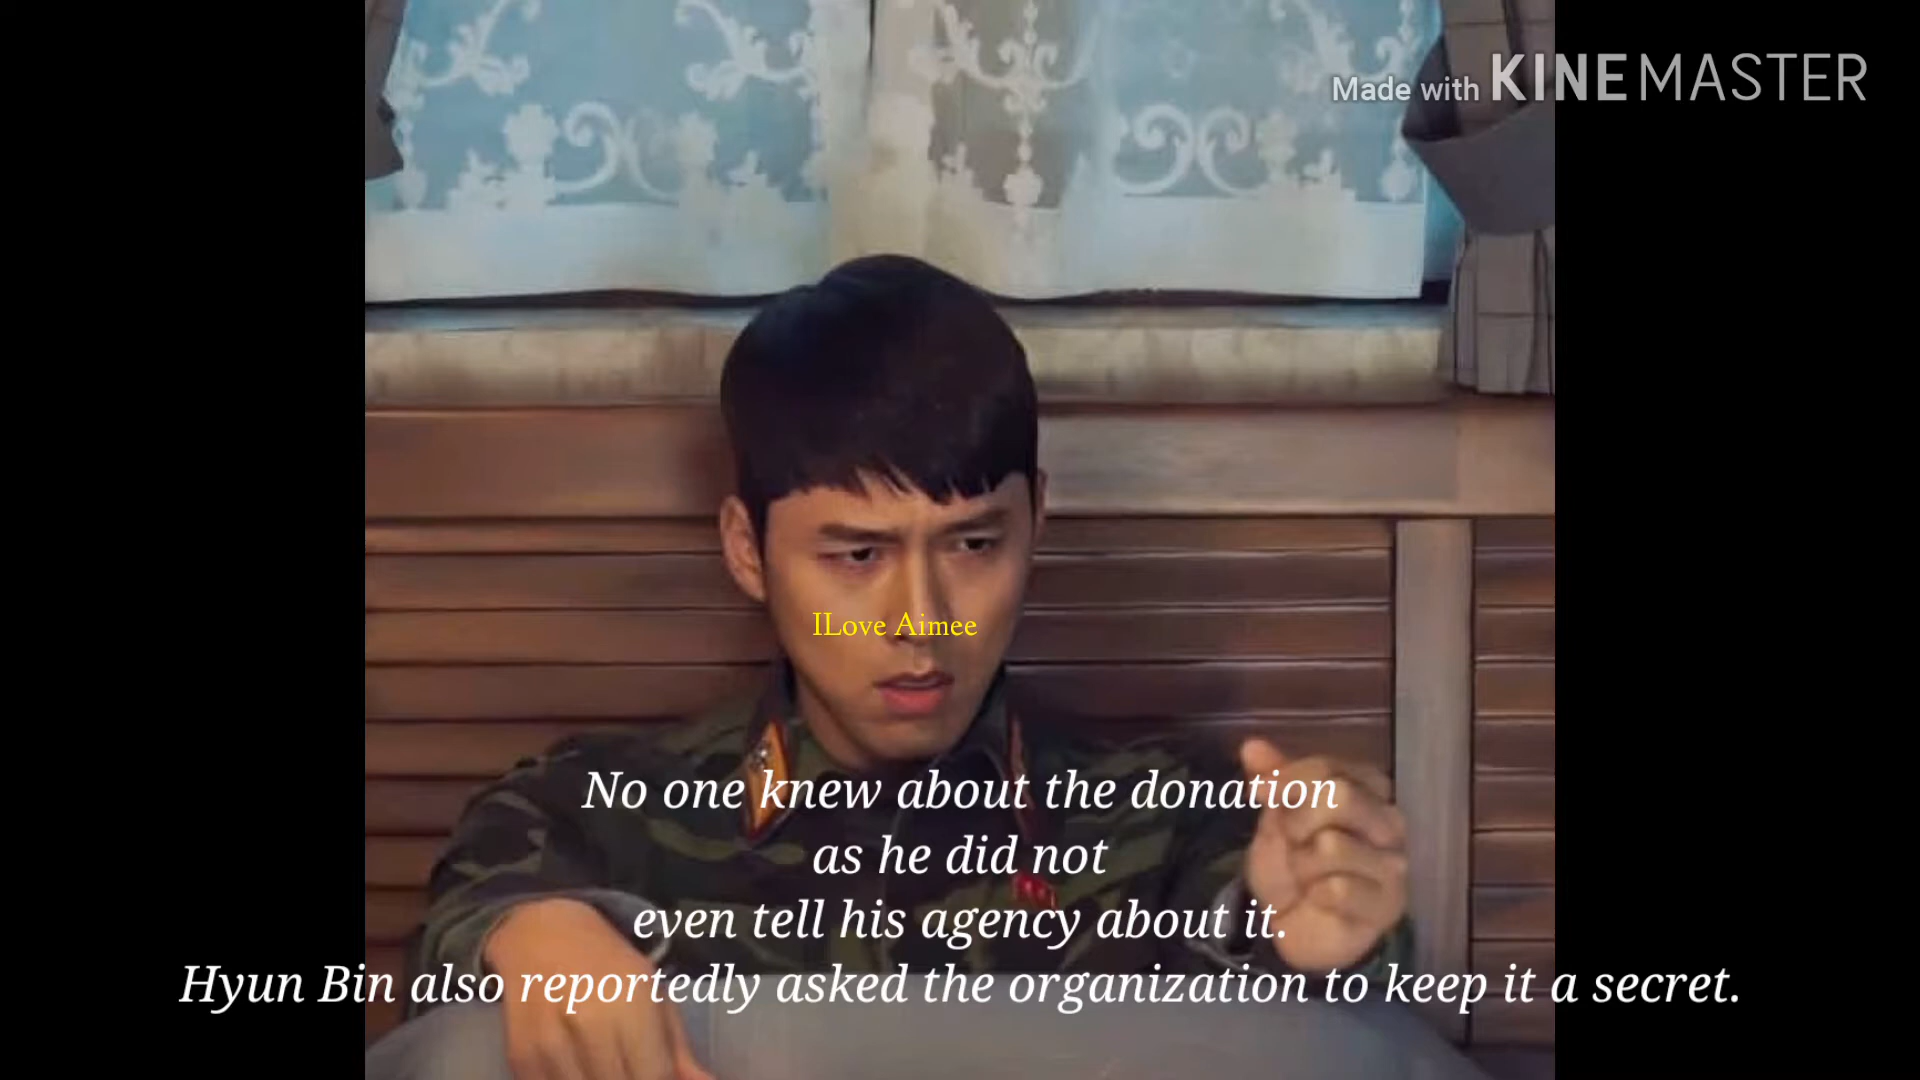 Made with KINEMASTER
ILove Aimee
No one knew about the donation
as he did not
even tell his agency about it.
Hyun Bin also reportedly asked the organization to keep it a secret.